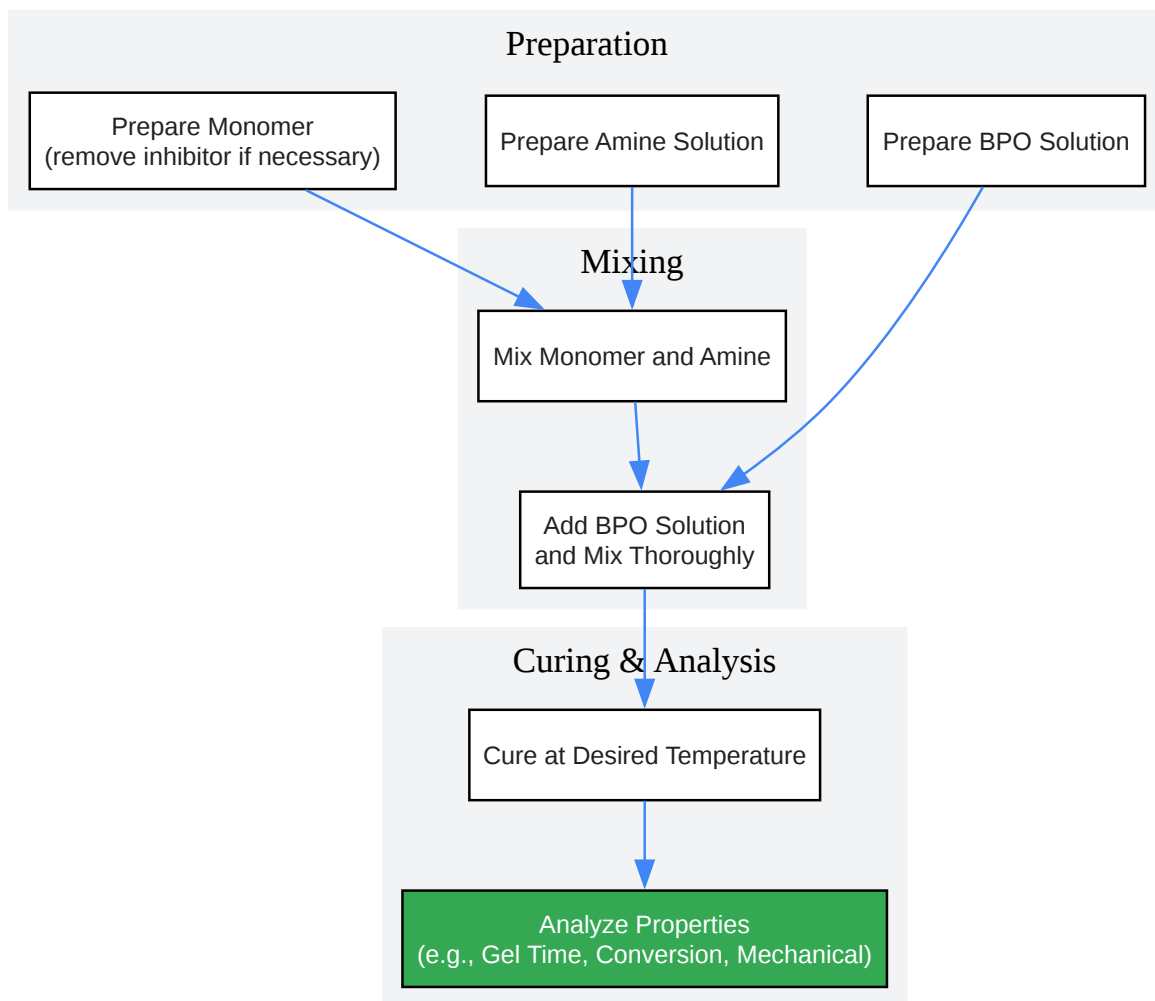 Preparation
Prepare Monomer
(remove inhibitor if necessary)
Prepare Amine Solution
Prepare BPO Solution
Mixing
Mix Monomer and Amine
Add BPO Solution
and Mix Thoroughly
Curing & Analysis
Cure at Desired Temperature
Analyze Properties
(e.g., Gel Time, Conversion, Mechanical)